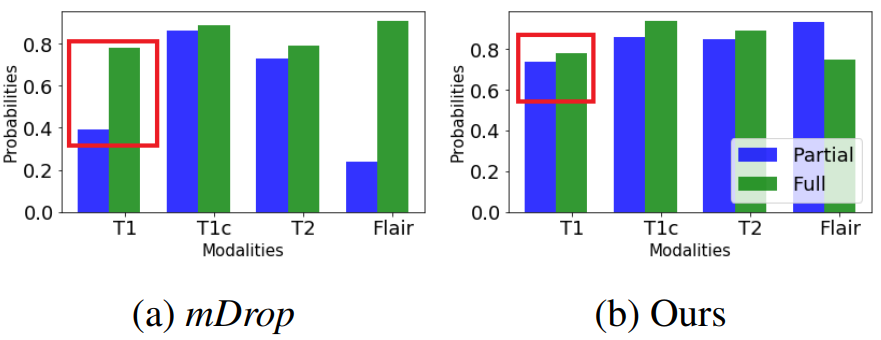 0.8
0.6
0.4
0.2
0.0
Probabilities
T1
T1c
T2
Flair
Modalities
(a) mDrop
0.8
0.6
0.4
0.2
0.0
Probabilities
T1
T1c
T2
Flair
Modalities
Partial
Full
(b) Ours